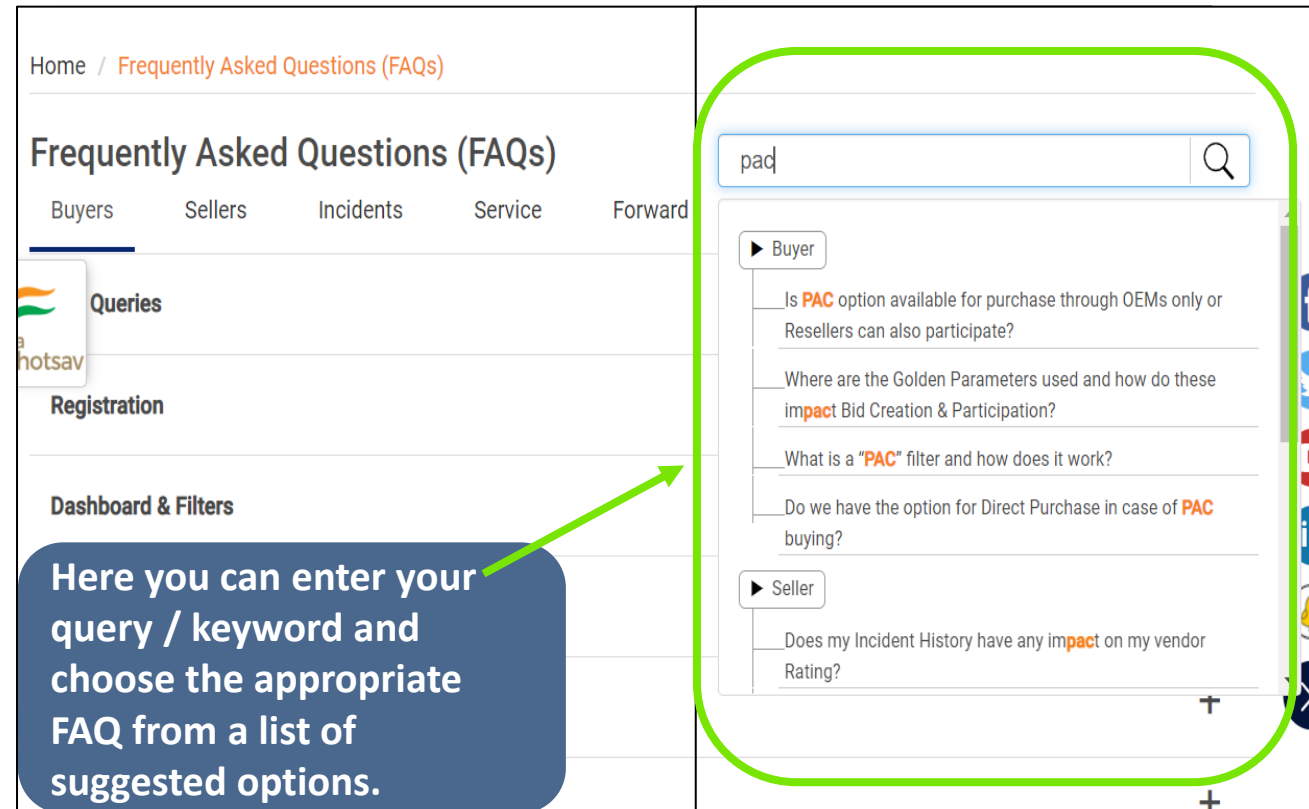 Home / Frequently Asked Questions (FAQs)
Frequently Asked Questions (FAQs)
Buyers Sellers Incidents Service Forward
Queries
hotsav
Registration
Dashboard & Filters
Here you can enter your
query / keyword and
choose the appropriate
FAQ from a list of
suggested options.
pac
Buyer
Is PAC option available for purchase through OEMs only or
Resellers can also participate?
Where are the Golden Parameters used and how do these
impact Bid Creation & Participation?
What is a “PAC” filter and how does it work?
Do we have the option for Direct Purchase in case of PAC
buying?
Seller
Does my Incident History have any impact on my vendor
Rating?
+
+